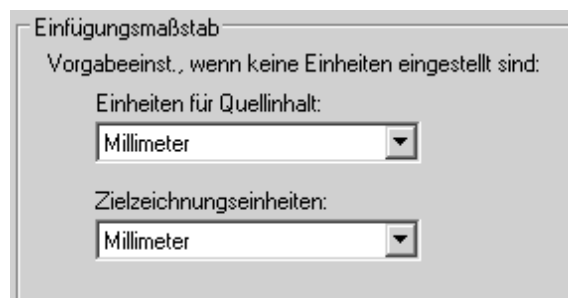 Einfügungsmaßstab
Vorgabeeinst., wenn keine Einheiten eingestellt sind:
Einheiten für Quellinhalt:
Millimeter
Zielzeichnungseinheiten:
Millimeter